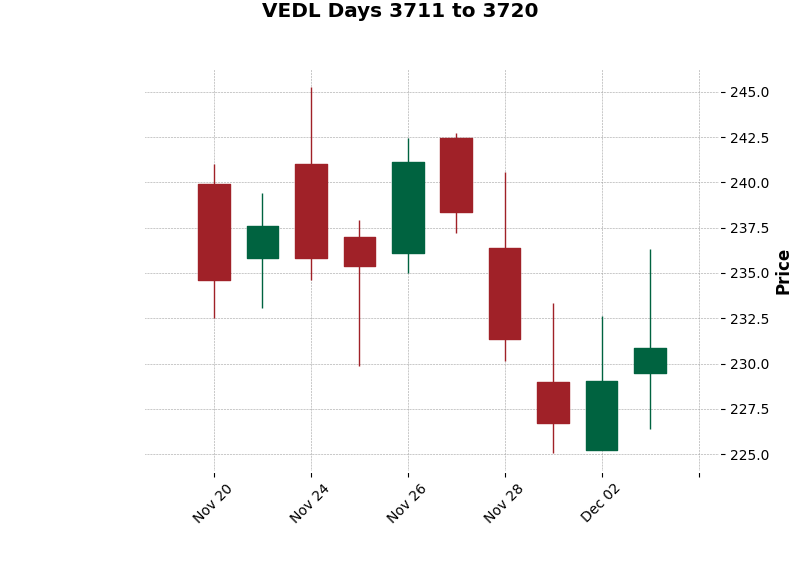 VEDL Days 3711 to 3720
245.0
242.5
240.0
237.5
235.0
232.5
230.0
227.5
225.0
Price
Nov 20
Nov 24
Nov 26
Nov 28
Dec 02